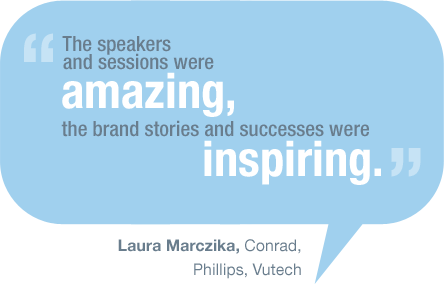 “The speakers
and sessions were
amazing,
the brand stories and successes were
inspiring.”
Laura Marczika, Conrad,
Phillips, Vutech